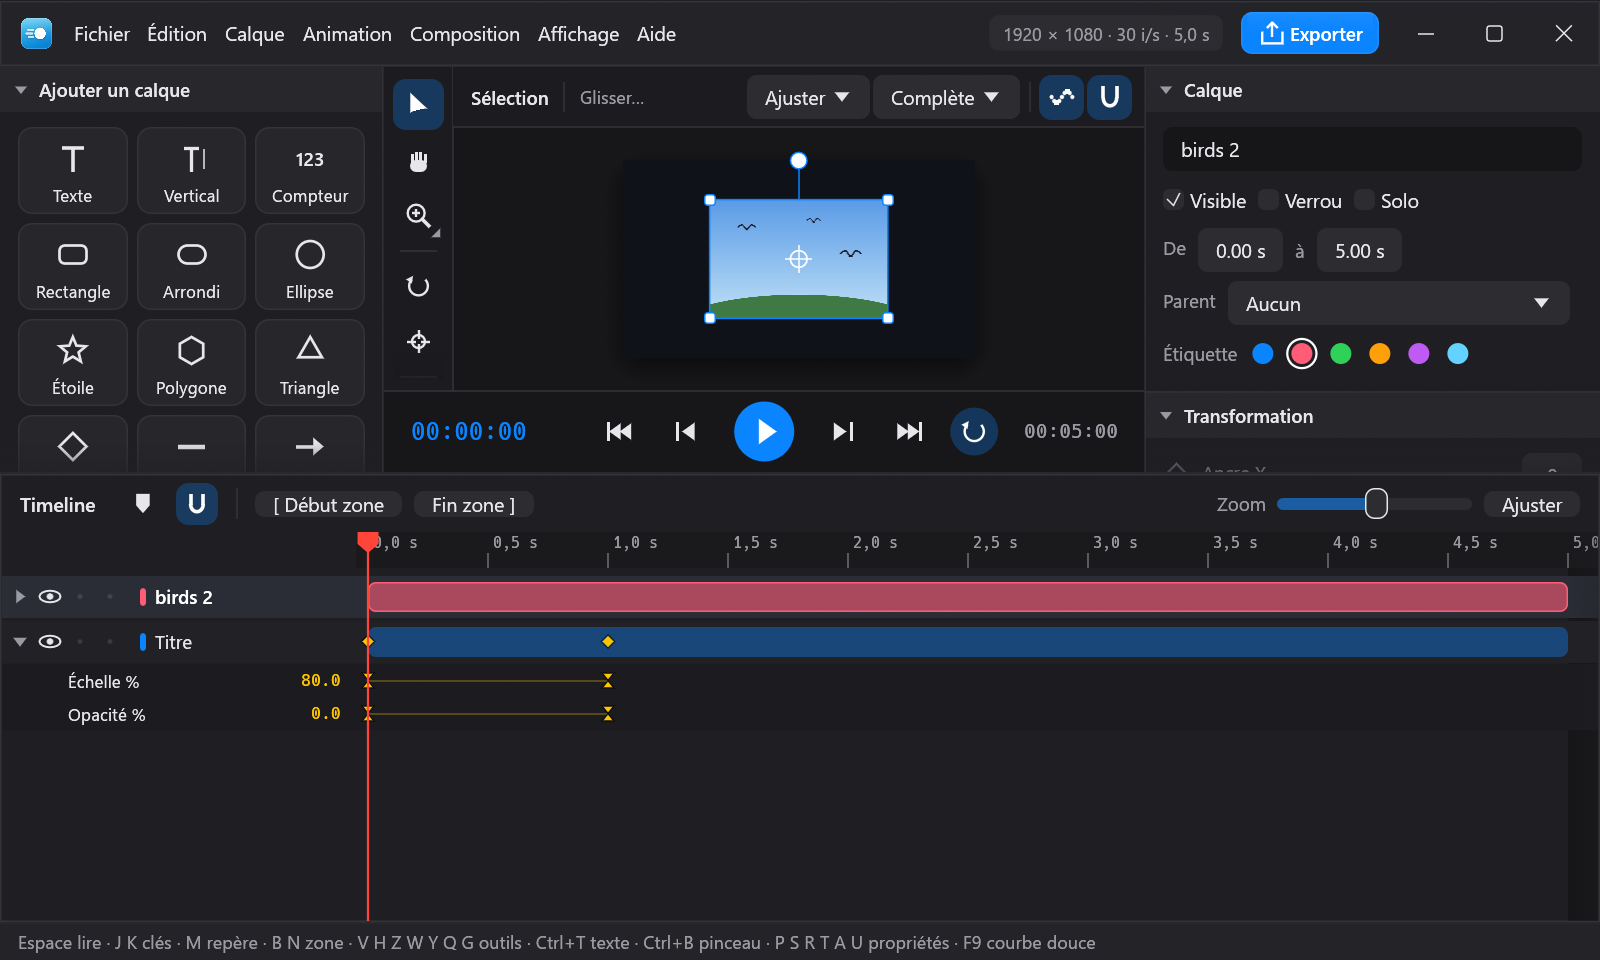 Fichier Édition Calque Animation Composition Affichage Aide
1920 × 1080 · 30 i/s · 5,0 s
Exporter
Ajouter un calque
Texte
Vertical
123
Compteur
Rectangle
Arrondi
Ellipse
Étoile
Polygone
Triangle
Sélection
Glisser...
Ajuster
Complète
Calque
birds 2
Visible
Verrou
Solo
De
0.00 s
à
5.00 s
Parent
Aucun
Étiquette
Transformation
00:00:00
00:05:00
Timeline
[ Début zone
Fin zone ]
Zoom
Ajuster
0,0 s 0,5 s 1,0 s 1,5 s 2,0 s 2,5 s 3,0 s 3,5 s 4,0 s 4,5 s 5,0
birds 2
Titre
Échelle % 80.0
Opacité % 0.0
Espace lire · J K clés · M repère · B N zone · V H Z W Y Q G outils · Ctrl+T texte · Ctrl+B pinceau · P S R T A U propriétés · F9 courbe douce